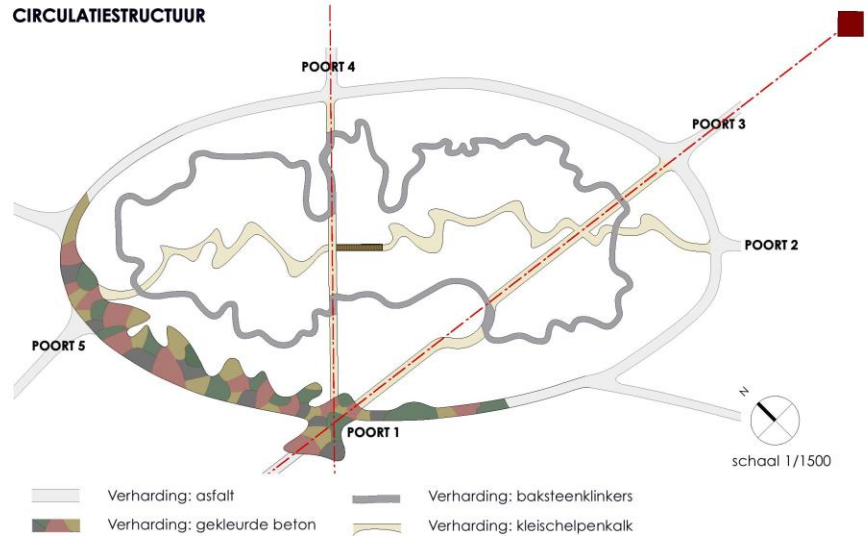 CIRCULATIESTRUCTUUR
POORT 4
POORT 3
POORT 2
POORT 5
POORT 1
N
schaal 1/1500
Verharding: asfalt
Verharding: baksteenklinkers
Verharding: gekleurde beton
Verharding: kleischelpenkalk